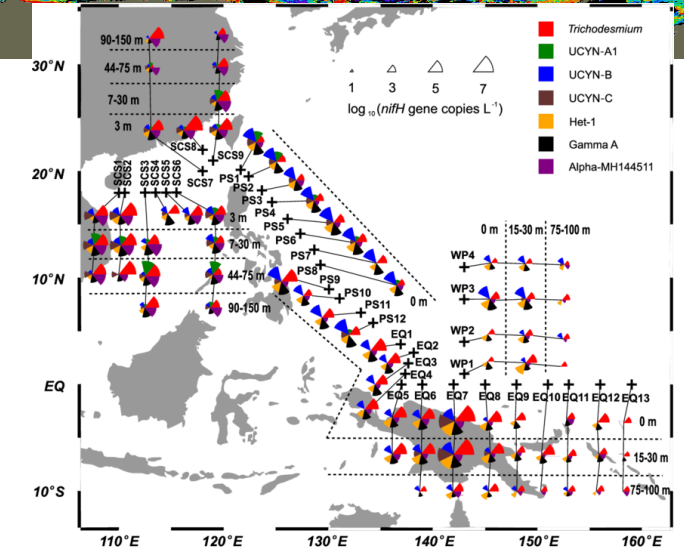 90-150 m
44-75 m
7-30 m
3 m
30°N
20°N
10°N
EQ
10°S
110°E
120°E
130°E
140°E
150°E
160°E
1
3
5
7
log10(nifH gene copies L-1)
Trichodesmium
UCYN-A1
UCYN-B
UCYN-C
Het-1
Gamma A
Alpha-MH144511
SCS8
SCS9
SCS7
SCS1
SCS2
SCS3
SCS4
SCS5
SCS6
3 m
7-30 m
44-75 m
90-150 m
PS1
PS2
PS3
PS4
PS5
PS6
PS7
PS8
PS9
PS10
PS11
PS12
0 m
EQ1
EQ2
EQ3
EQ4
0 m
15-30 m
75-100 m
WP4
WP3
WP2
WP1
EQ5
EQ6
EQ7
EQ8
EQ9
EQ10
EQ11
EQ12
EQ13
0 m
15-30 m
75-100 m